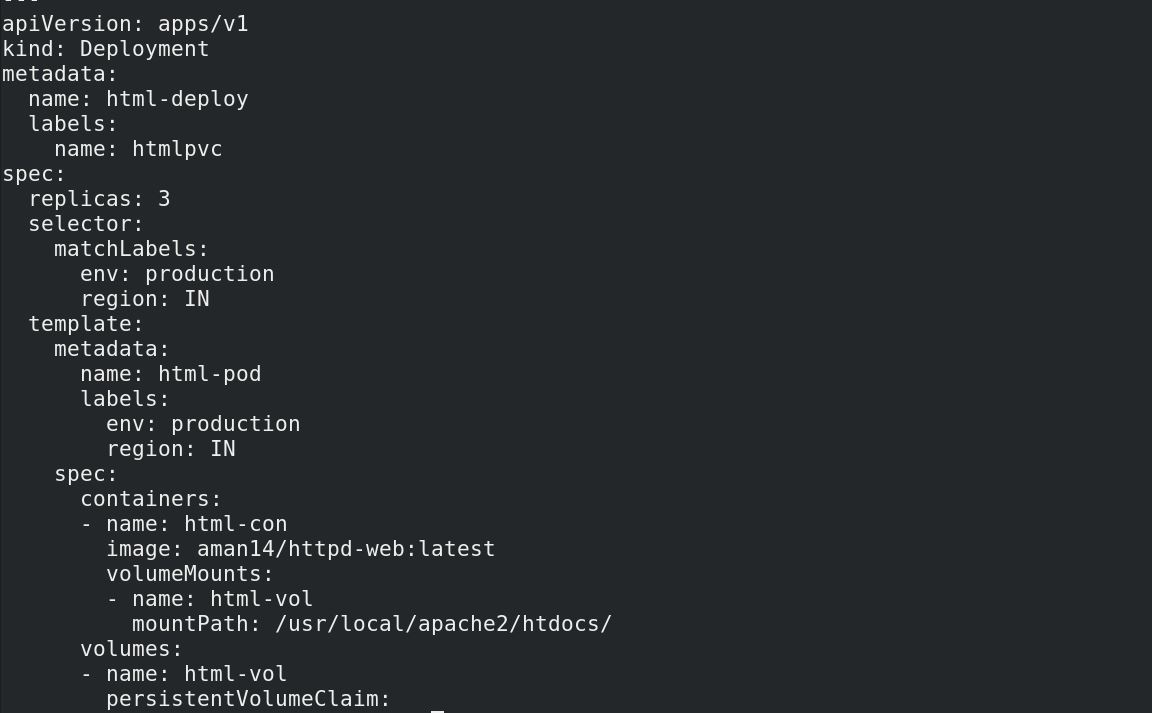 ---
apiVersion: apps/v1
kind: Deployment
metadata:
  name: html-deploy
  labels:
    name: htmlpvc
spec:
  replicas: 3
  selector:
    matchLabels:
      env: production
      region: IN
  template:
    metadata:
      name: html-pod
      labels:
        env: production
        region: IN
    spec:
      containers:
      - name: html-con
        image: aman14/httpd-web:latest
        volumeMounts:
        - name: html-vol
          mountPath: /usr/local/apache2/htdocs/
      volumes:
      - name: html-vol
        persistentVolumeClaim: